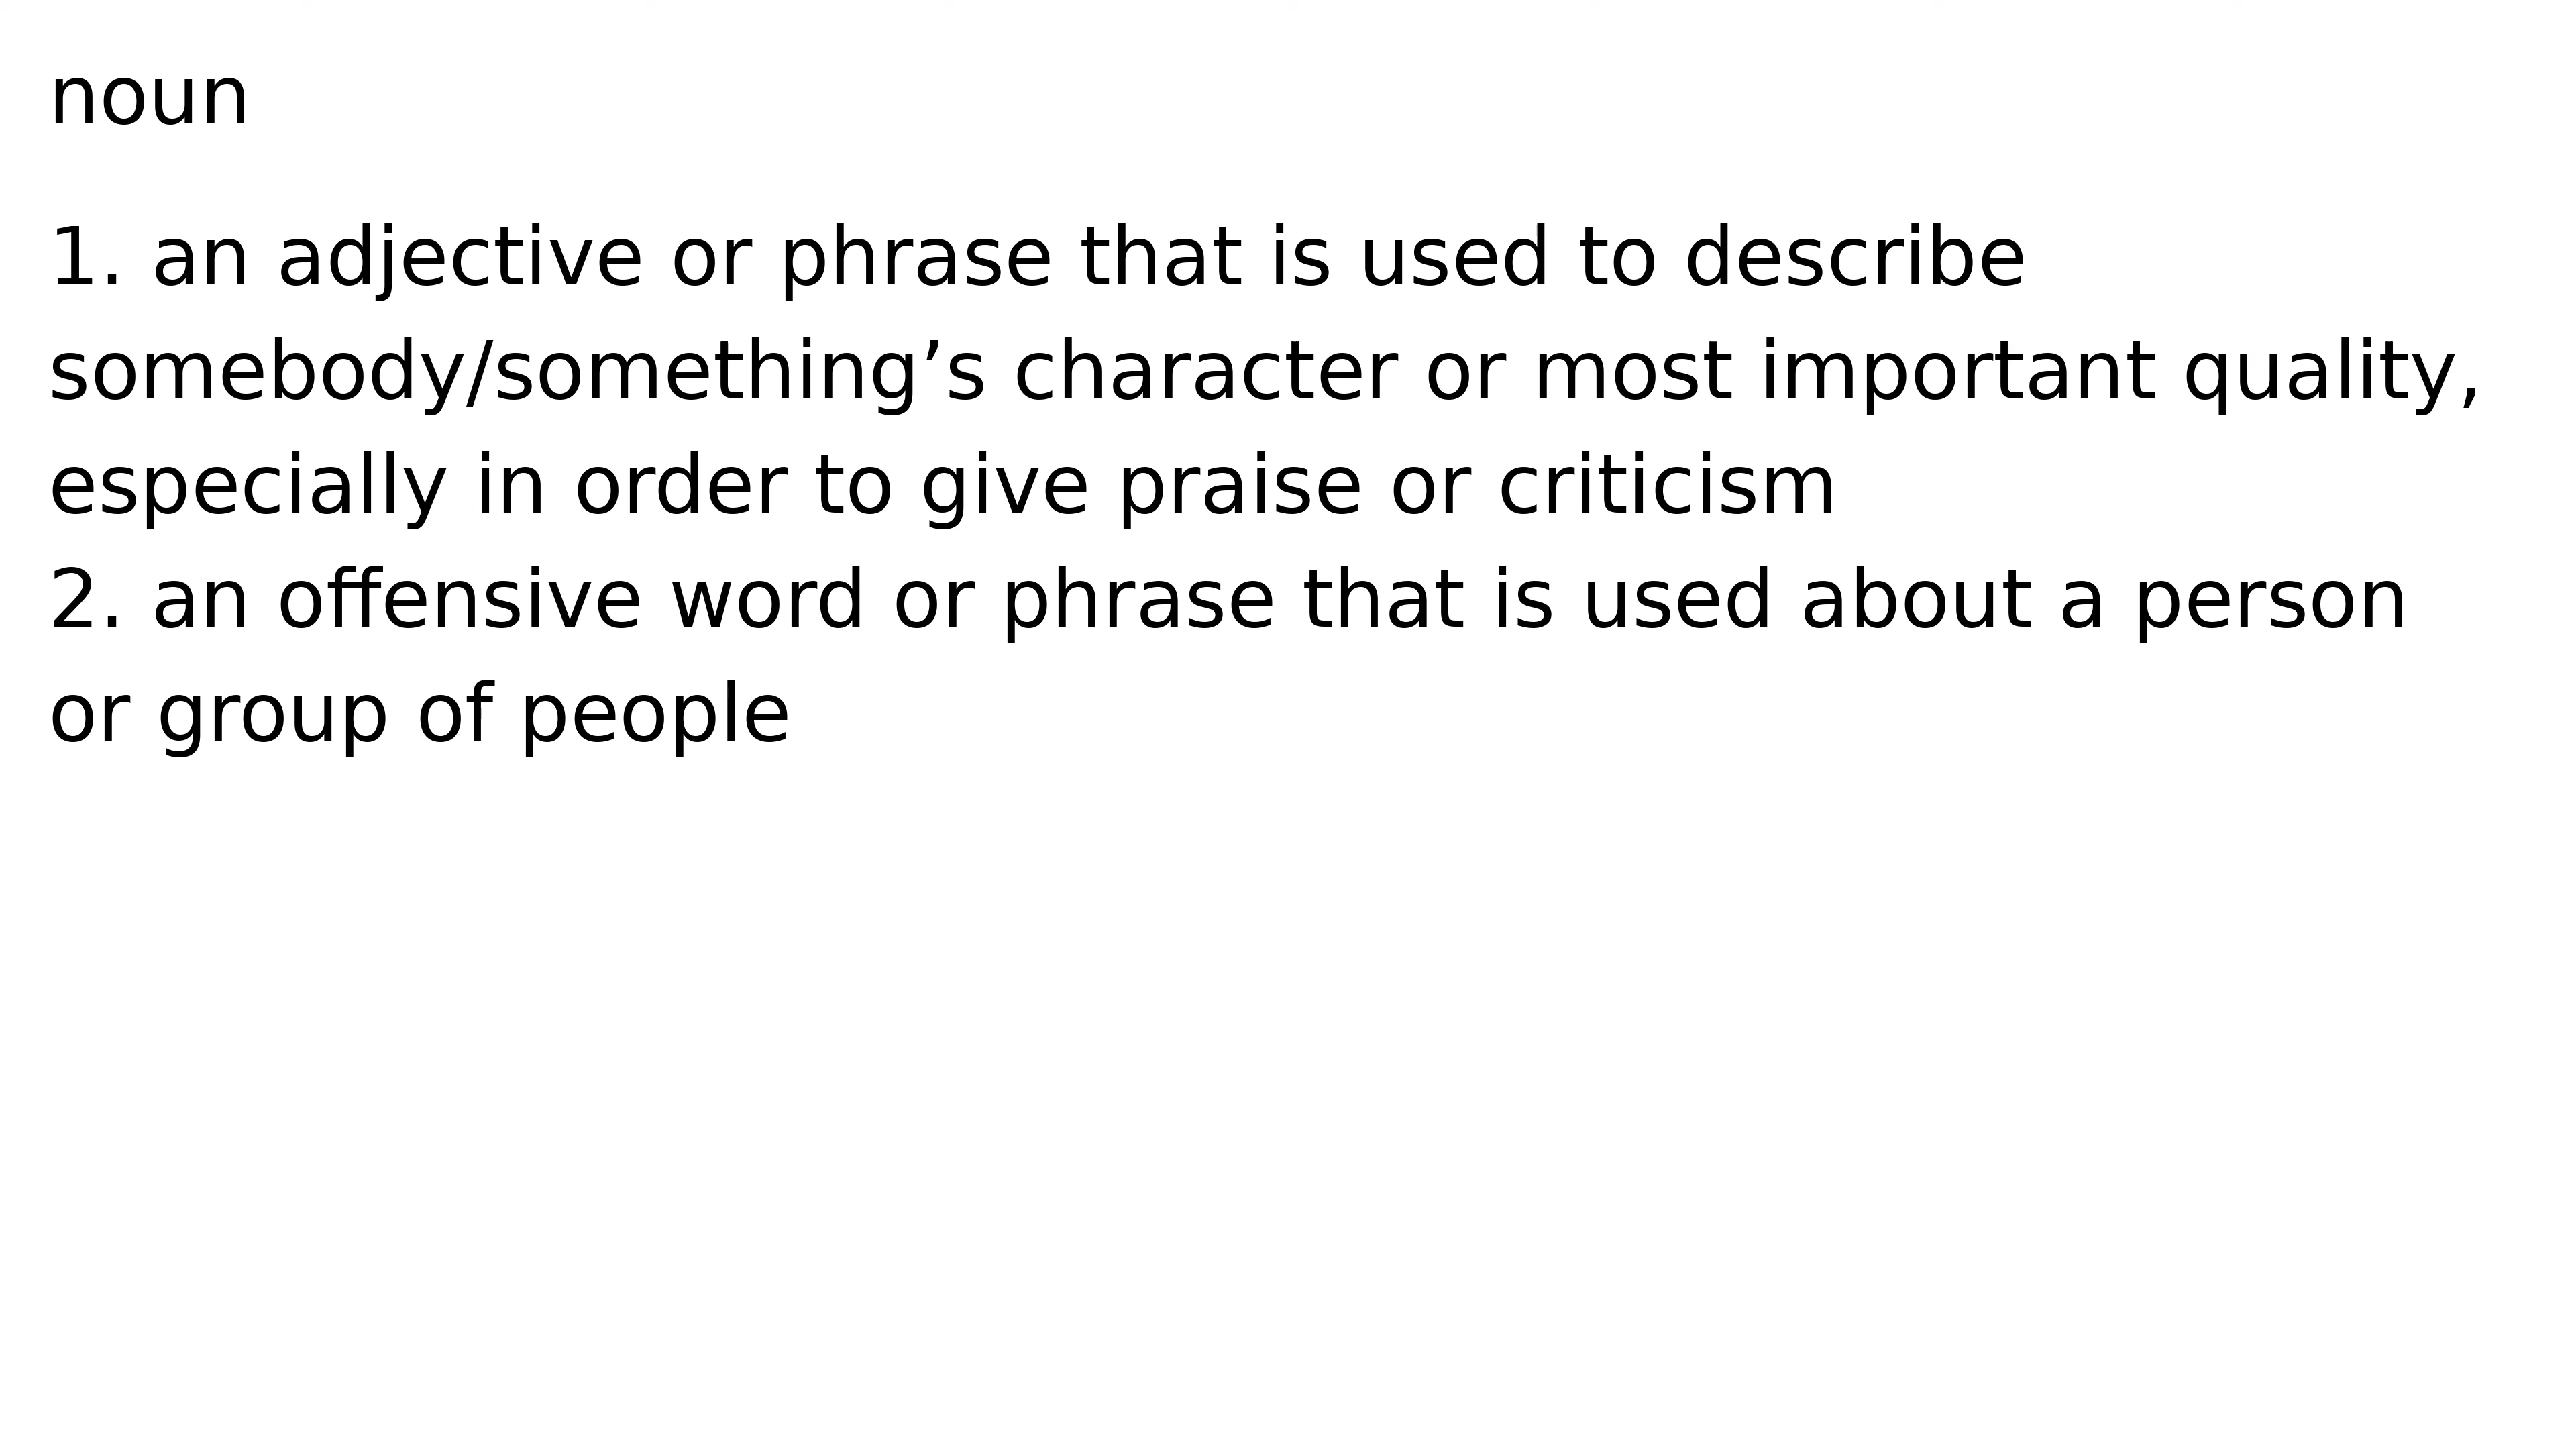 noun
1. an adjective or phrase that is used to describe
somebody/something’s character or most important quality,
especially in order to give praise or criticism
2. an offensive word or phrase that is used about a person
or group of people